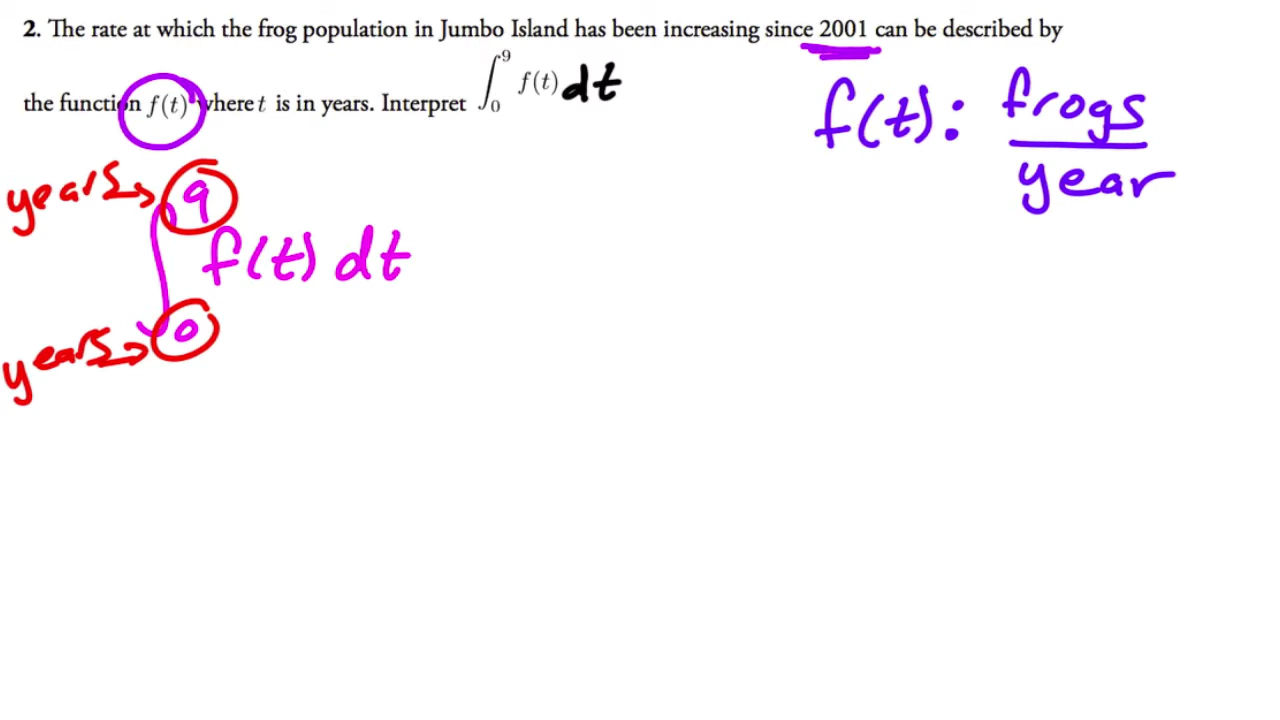 2. The rate at which the frog population in Jumbo Island has been increasing since 2001 can be described by
the function f(t) where t is in years. Interpret ∫₀⁹ f(t) dt
f(t): frogs
year
years → 9
f(t) dt
years → 0